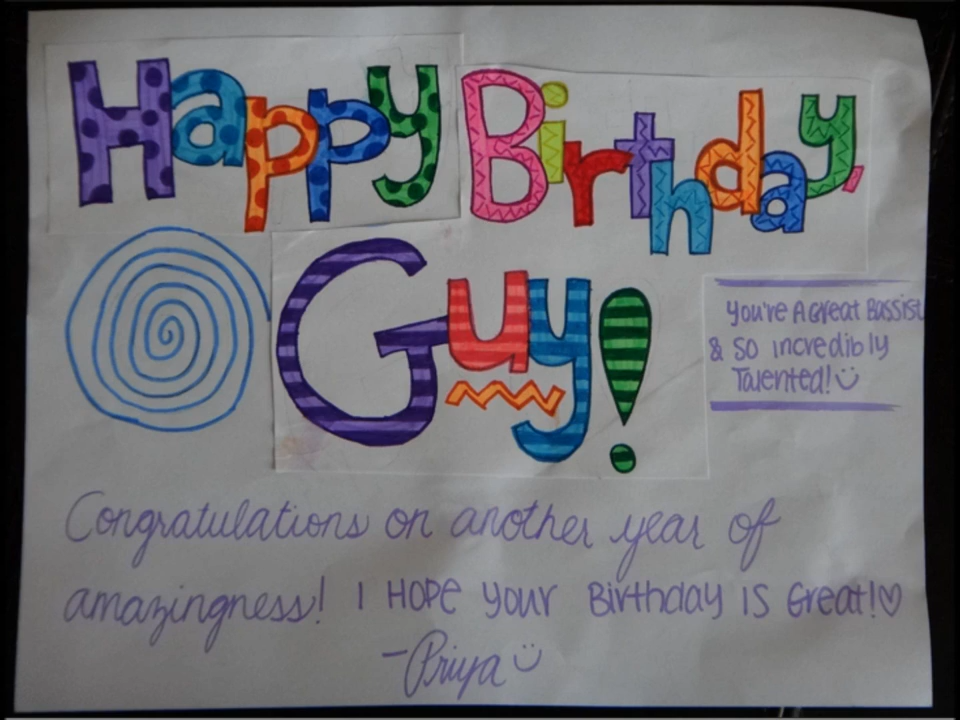 Happy Birthday,
Guy!
You're A Great Bassist
& So Incredibly
Talented!
Congratulations on another year of
amazingness! I Hope your Birthday Is Great!♡
-Priya